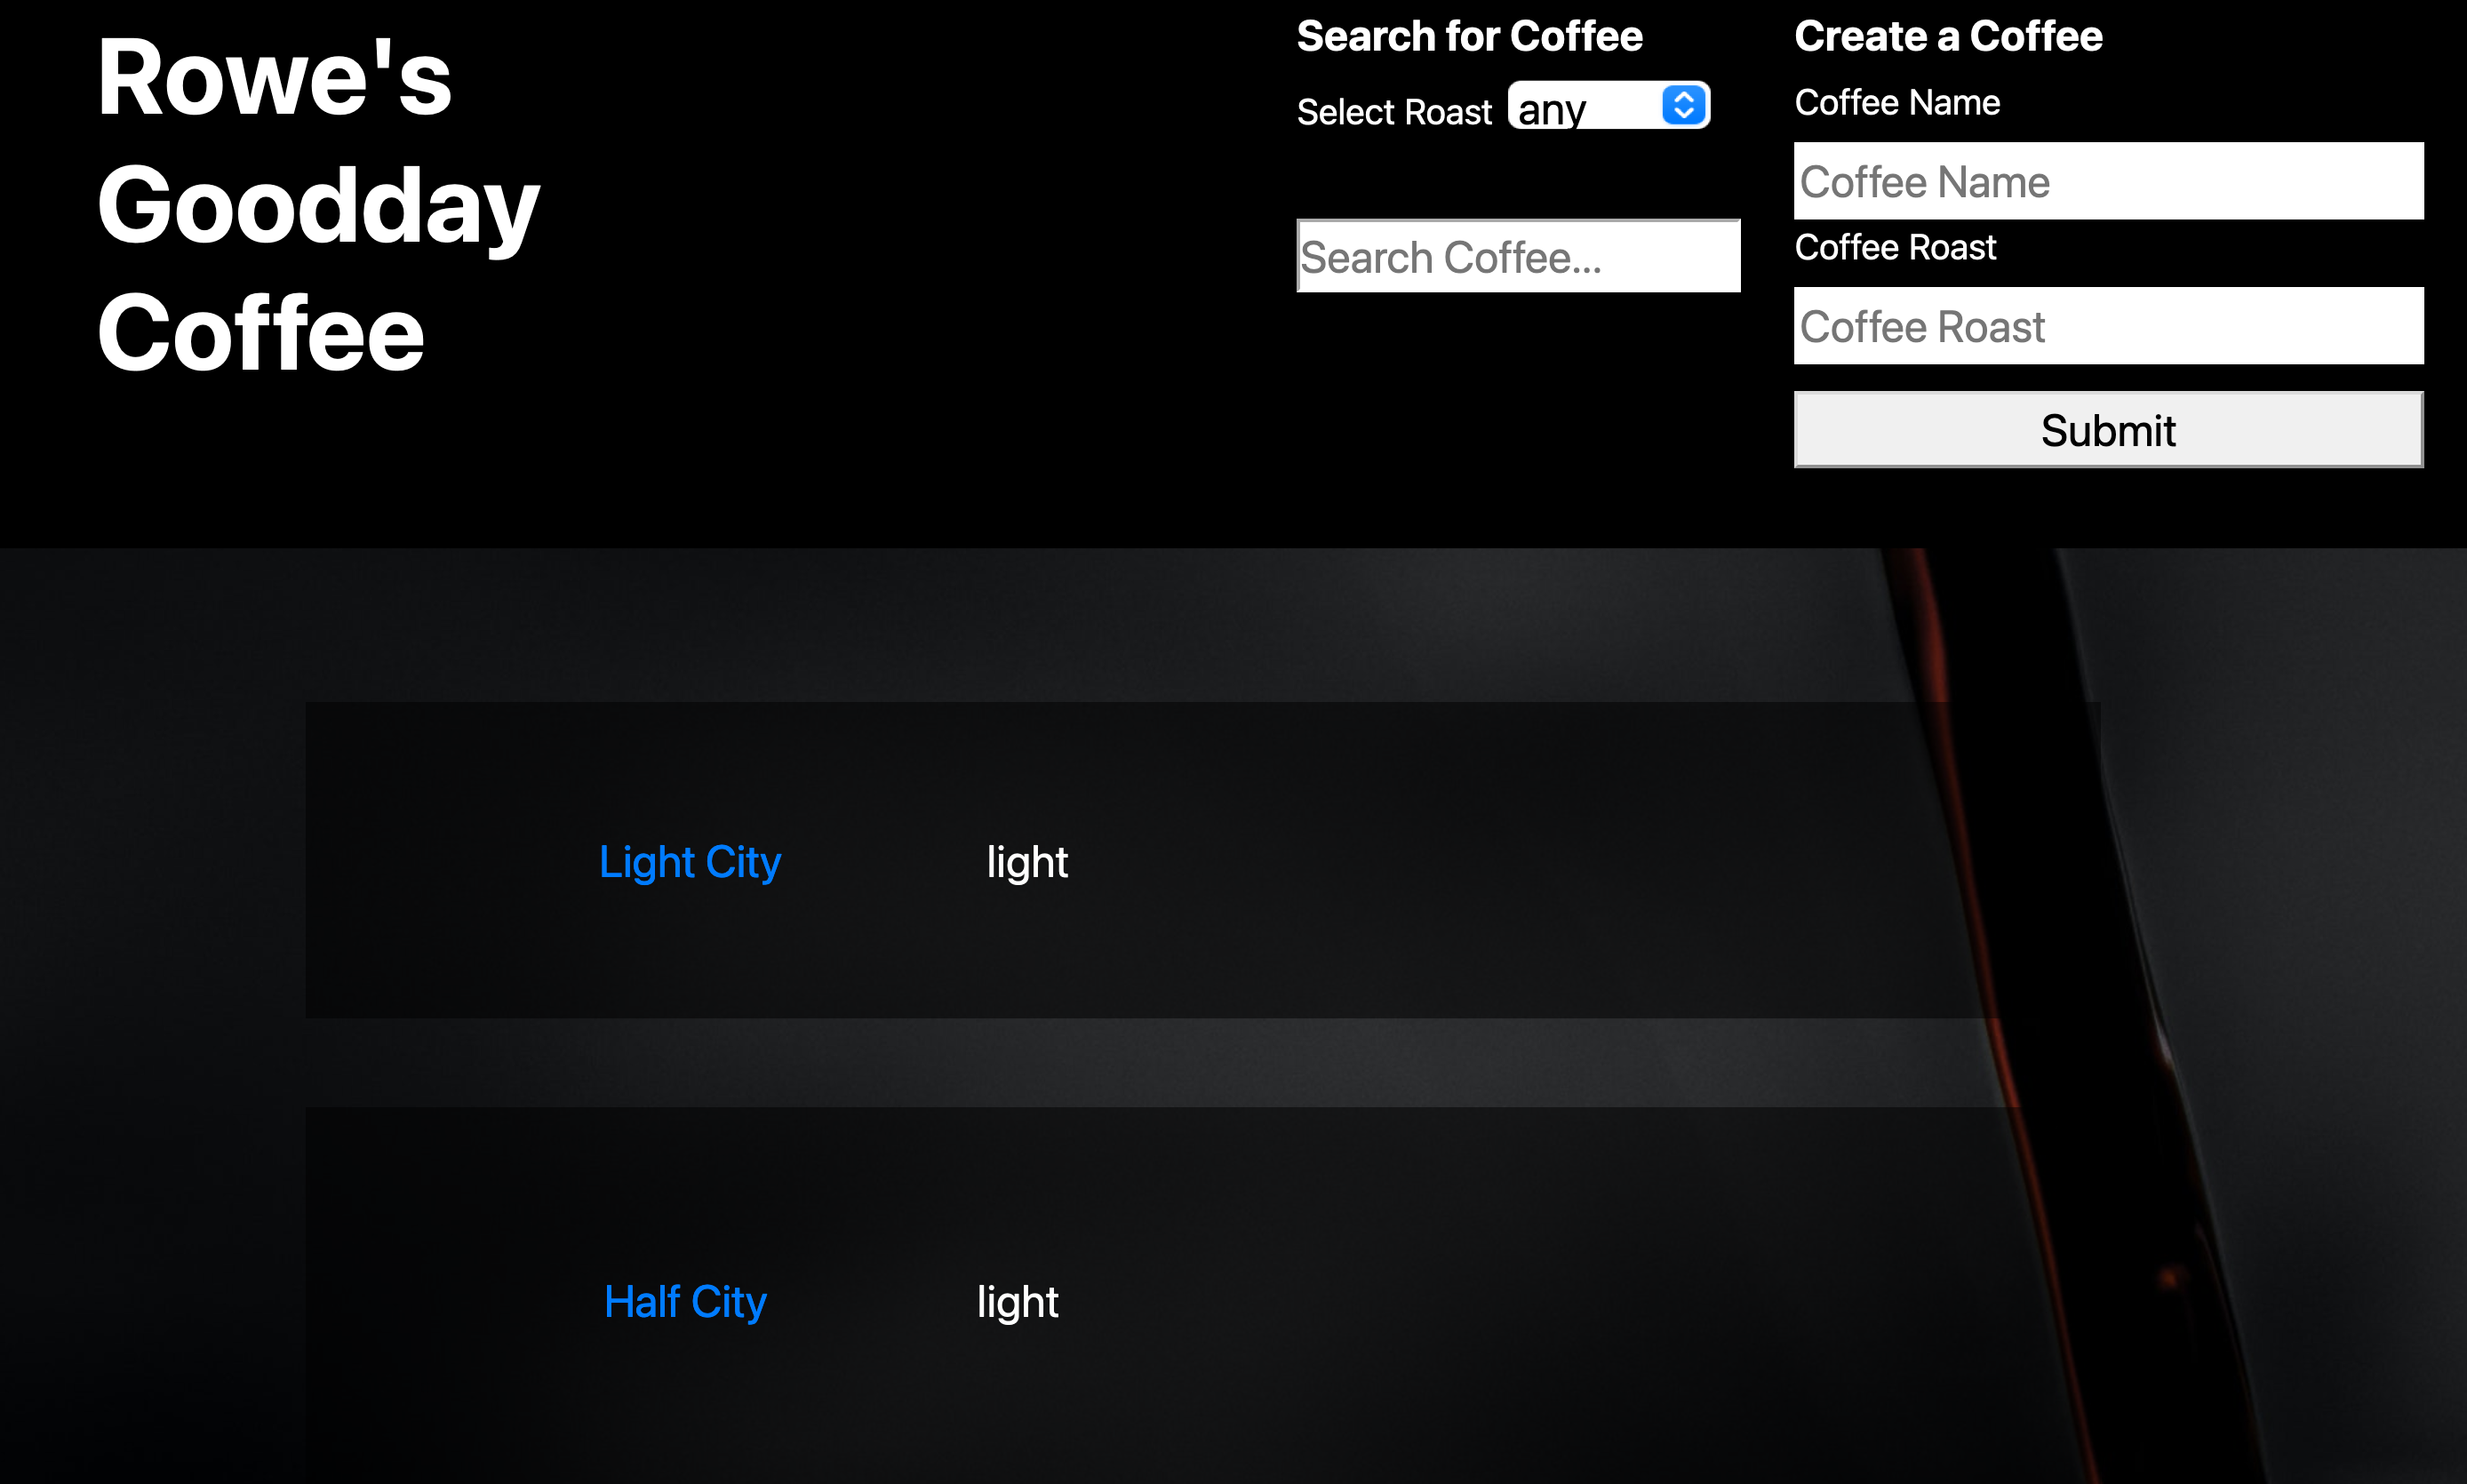 Rowe's
Goodday
Coffee
Search for Coffee
Select Roast any
Search Coffee...
Create a Coffee
Coffee Name
Coffee Name
Coffee Roast
Coffee Roast
Submit
Light City light
Half City light